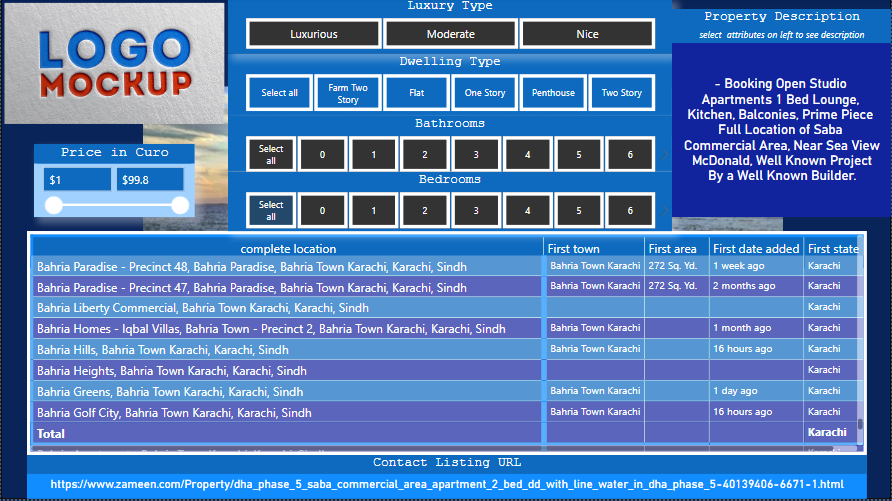 LOGO
MOCKUP
Luxury Type
Luxurious
Moderate
Nice
Dwelling Type
Select all
Farm Two
Story
Flat
One Story
Penthouse
Two Story
Bathrooms
Select
all
0
1
2
3
4
5
6
Bedrooms
Select
all
0
1
2
3
4
5
6
Price in Curo
$1
$99.8
Property Description
select attributes on left to see description
- Booking Open Studio
Apartments 1 Bed Lounge,
Kitchen, Balconies, Prime Piece
Full Location of Saba
Commercial Area, Near Sea View
McDonald, Well Known Project
By a Well Known Builder.
complete location First town First area First date added First state
Bahria Paradise - Precinct 48, Bahria Paradise, Bahria Town Karachi, Karachi, Sindh Bahria Town Karachi 272 Sq. Yd. 1 week ago Karachi
Bahria Paradise - Precinct 47, Bahria Paradise, Bahria Town Karachi, Karachi, Sindh Bahria Town Karachi 272 Sq. Yd. 2 months ago Karachi
Bahria Liberty Commercial, Bahria Town Karachi, Karachi, Sindh Karachi
Bahria Homes - Iqbal Villas, Bahria Town - Precinct 2, Bahria Town Karachi, Karachi, Sindh Bahria Town Karachi 1 month ago Karachi
Bahria Hills, Bahria Town Karachi, Karachi, Sindh Bahria Town Karachi 16 hours ago Karachi
Bahria Heights, Bahria Town Karachi, Karachi, Sindh Karachi
Bahria Greens, Bahria Town Karachi, Karachi, Sindh Bahria Town Karachi 1 day ago Karachi
Bahria Golf City, Bahria Town Karachi, Karachi, Sindh Bahria Town Karachi 16 hours ago Karachi
Total Karachi
Contact Listing URL
https://www.zameen.com/Property/dha_phase_5_saba_commercial_area_apartment_2_bed_dd_with_line_water_in_dha_phase_5-40139406-6671-1.html